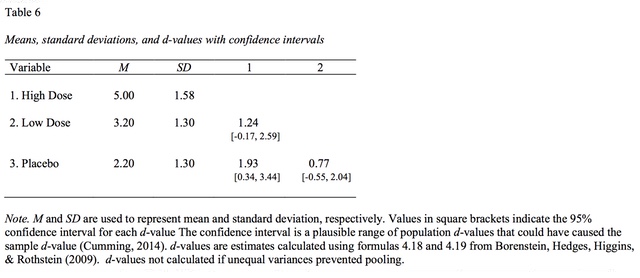 Table 6
Means, standard deviations, and d-values with confidence intervals
Variable M SD 1 2
1. High Dose 5.00 1.58
2. Low Dose 3.20 1.30 1.24
[-0.17, 2.59]
3. Placebo 2.20 1.30 1.93 0.77
[0.34, 3.44] [-0.55, 2.04]
Note. M and SD are used to represent mean and standard deviation, respectively. Values in square brackets indicate the 95%
confidence interval for each d-value The confidence interval is a plausible range of population d-values that could have caused the
sample d-value (Cumming, 2014). d-values are estimates calculated using formulas 4.18 and 4.19 from Borenstein, Hedges, Higgins,
& Rothstein (2009). d-values not calculated if unequal variances prevented pooling.